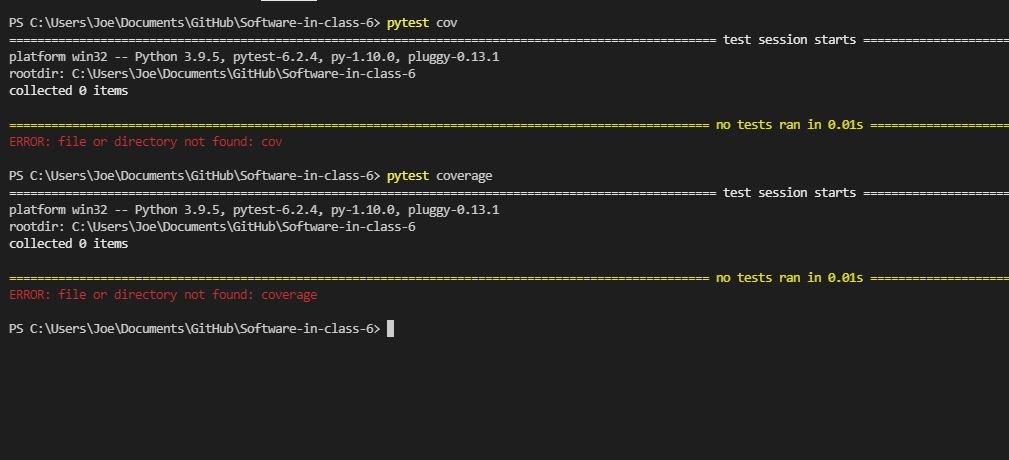 PS C:\Users\Joe\Documents\GitHub\Software-in-class-6> pytest cov
===================================================================================================== test session starts =====================
platform win32 -- Python 3.9.5, pytest-6.2.4, py-1.10.0, pluggy-0.13.1
rootdir: C:\Users\Joe\Documents\GitHub\Software-in-class-6
collected 0 items
==================================================================================================== no tests ran in 0.01s ====================
ERROR: file or directory not found: cov
PS C:\Users\Joe\Documents\GitHub\Software-in-class-6> pytest coverage
===================================================================================================== test session starts =====================
platform win32 -- Python 3.9.5, pytest-6.2.4, py-1.10.0, pluggy-0.13.1
rootdir: C:\Users\Joe\Documents\GitHub\Software-in-class-6
collected 0 items
==================================================================================================== no tests ran in 0.01s ====================
ERROR: file or directory not found: coverage
PS C:\Users\Joe\Documents\GitHub\Software-in-class-6>